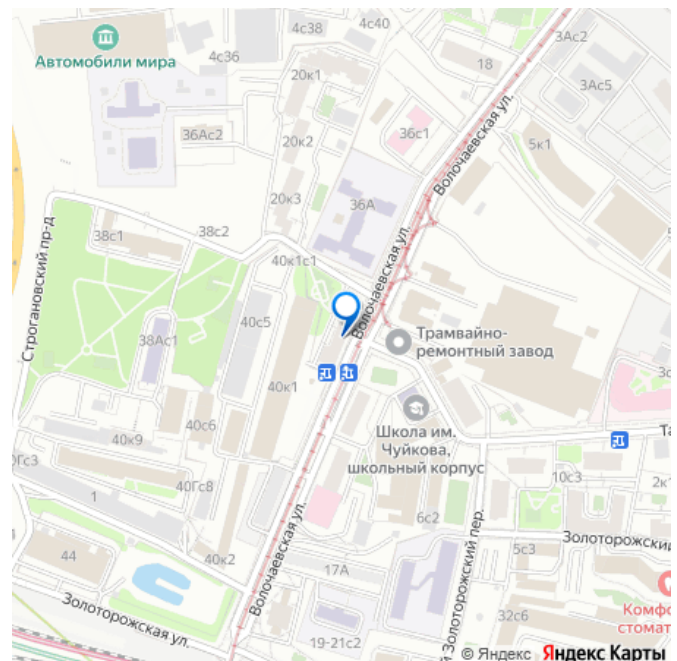 4с38
4с40
4с36
Автомобили мира
20к1
18
3Ас2
3Ас5
36Ас2
20к2
36с1
5к1
Волочаевская ул.
20к3
36А
38с1
38с2
Строгановский пр-д
40к1с1
Волочаевская ул.
40с5
38Ас1
Трамвайно-
ремонтный завод
40к1
Школа им.
Чуйкова,
школьный корпус
40с6
40к9
40Гс3
40Гс8
10с3
2к1
1
6с2
Волочаевская ул.
44
40к2
17А
5с3
Золоторожский
Золоторожский пер.
Золоторожская ул.
32с6
19-21с2
© Яндекс Яндекс Карты